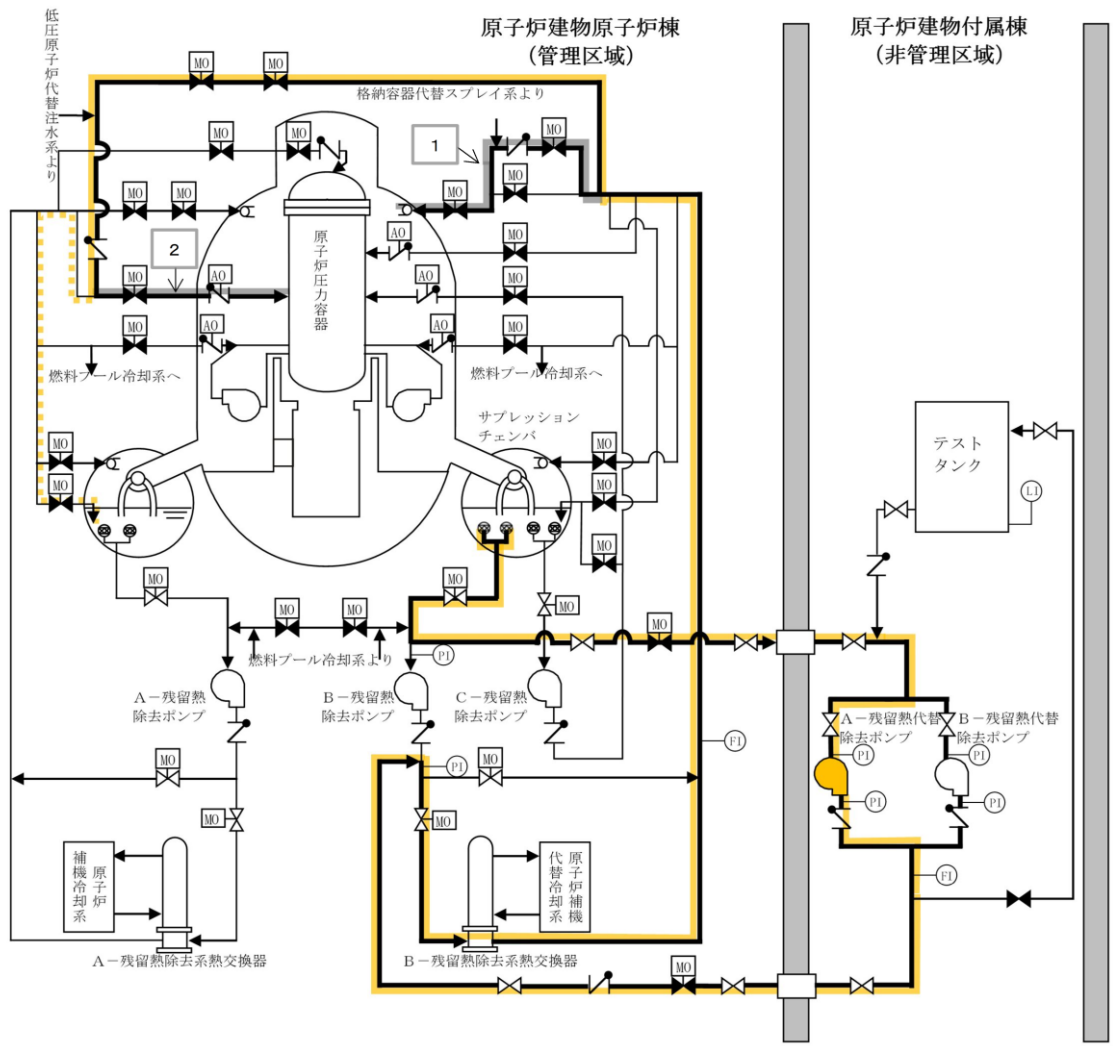 原子炉建物原子炉棟
（管理区域）
原子炉建物付属棟
（非管理区域）
低圧原子炉代替注水系より
MO
MO
格納容器代替スプレイ系より
1
MO
MO
MO
MO
MO
MO
MO
AO
MO
2
原子炉圧力容器
MO
AO
AO
MO
MO
AO
AO
MO
燃料プール冷却系へ
燃料プール冷却系へ
サプレッション
チェンバ
MO
MO
MO
MO
MO
テスト
タンク
LI
MO
MO
MO
MO
MO
MO
燃料プール冷却系より
PI
A－残留熱
除去ポンプ
B－残留熱
除去ポンプ
C－残留熱
除去ポンプ
A－残留熱代替
除去ポンプ
B－残留熱代替
除去ポンプ
PI
PI
PI
PI
FI
MO
PI
MO
MO
MO
FI
原子炉
補機冷却系
原子炉補機
代替冷却系
A－残留熱除去系熱交換器
B－残留熱除去系熱交換器
MO